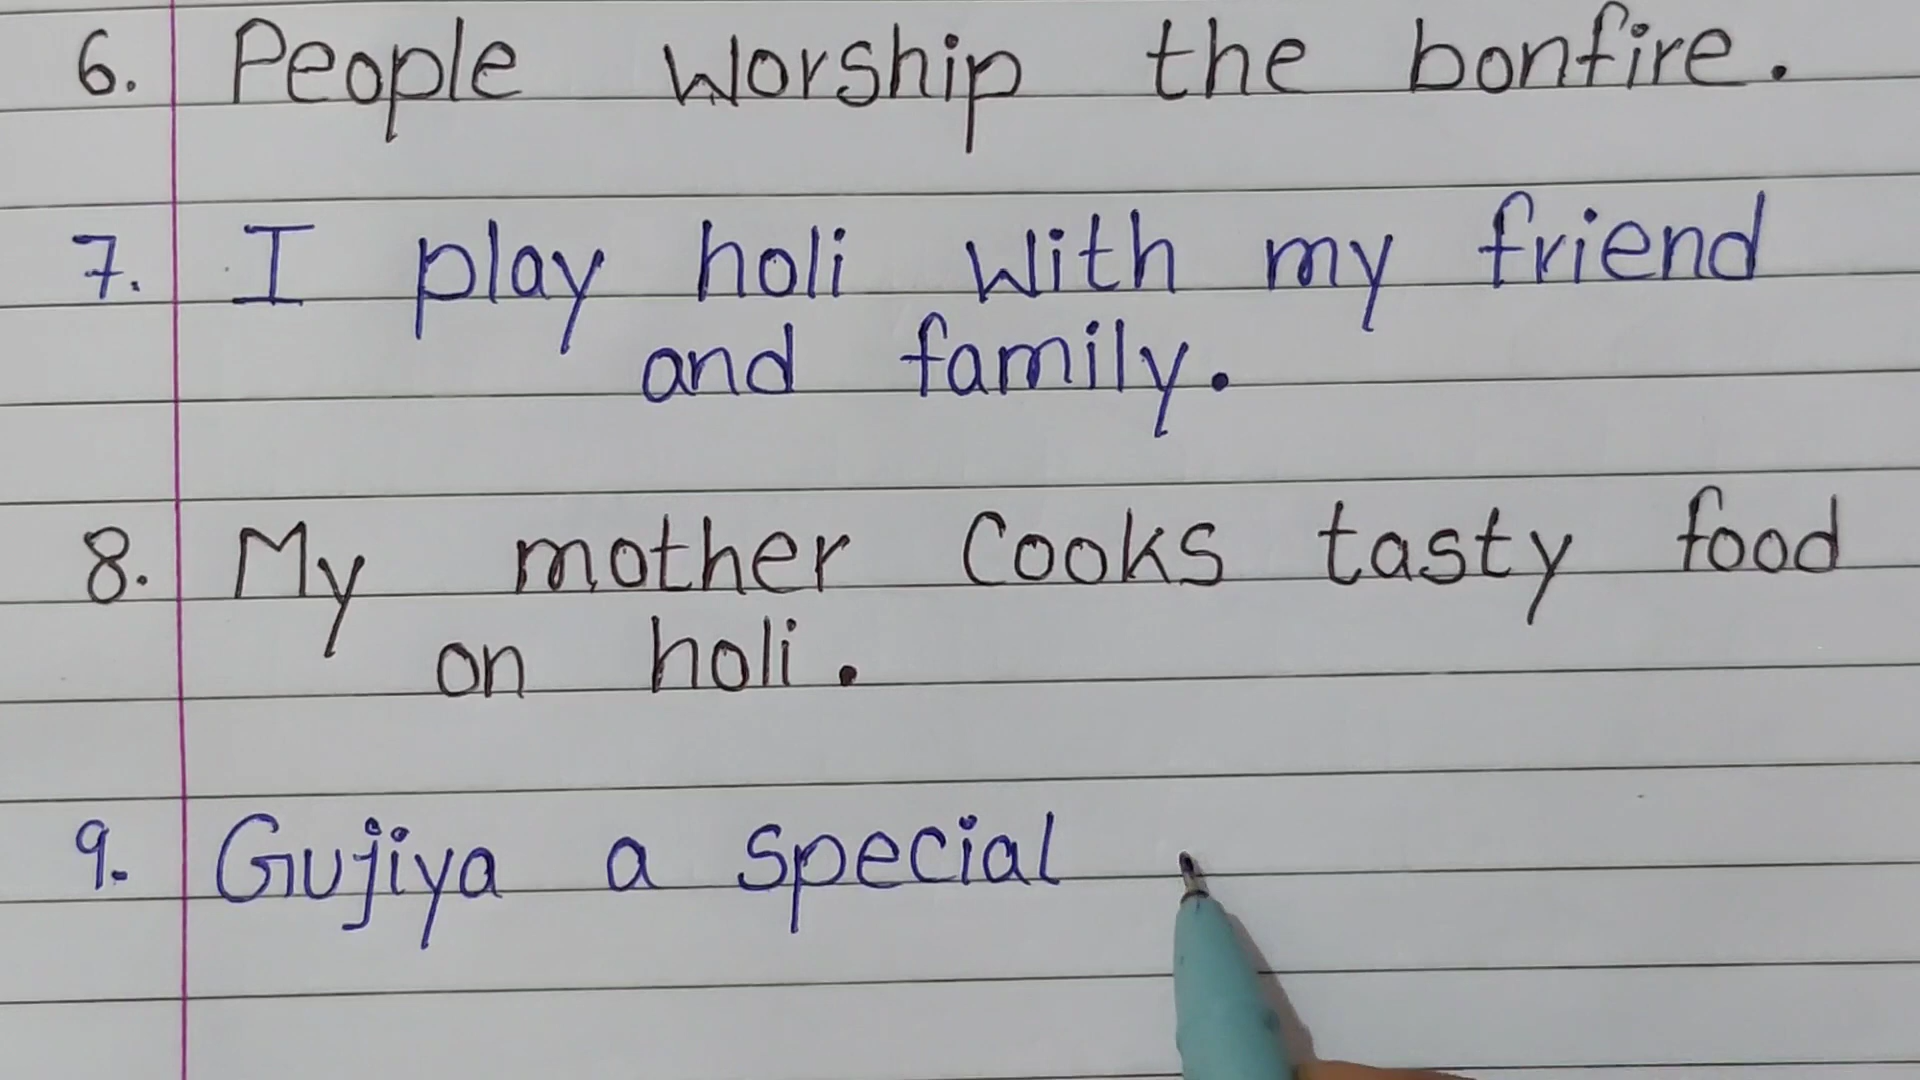 6. People worship the bonfire.
7. I play holi with my friend
and family.
8. My mother Cooks tasty food
on holi.
9. Gujiya a special